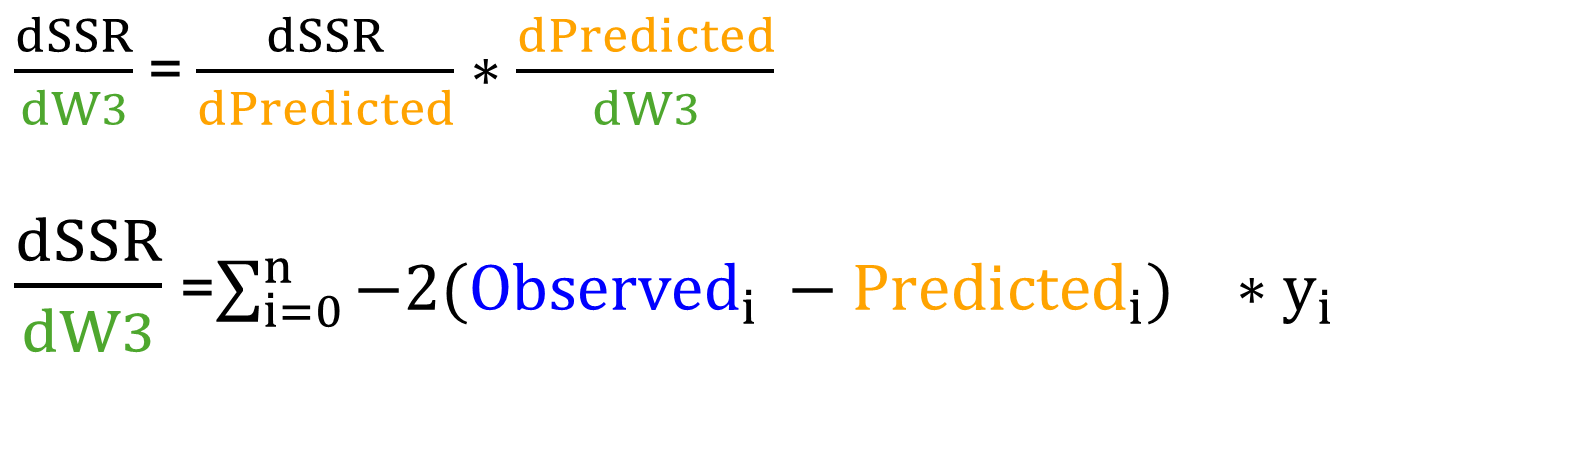 dSSR/dW3 = dSSR/dPredicted * dPredicted/dW3
dSSR/dW3 = ∑ⁿᵢ₌₀ −2(Observedᵢ − Predictedᵢ) * yᵢ